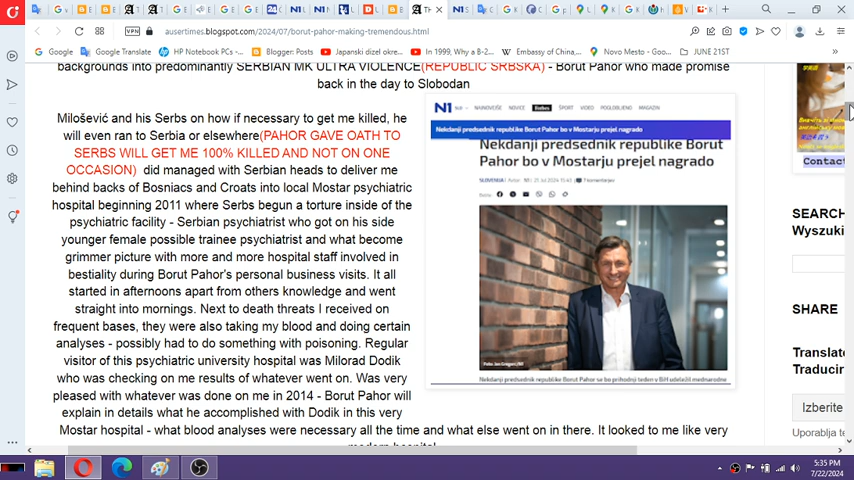 ausertimes.blogspot.com/2024/07/borut-pahor-making-tremendous.html
Google
Google Translate
HP Notebook PCs -...
Blogger: Posts
Japanski dizel okre...
In 1999, Why a B-2...
Embassy of China,...
Novo Mesto - Goo...
JUNE 21ST
backgrounds into predominantly SERBIAN MK ULTRA VIOLENCE(REPUBLIC SRBSKA) - Borut Pahor who made promise
back in the day to Slobodan
Milošević and his Serbs on how if necessary to get me killed, he
will even ran to Serbia or elsewhere(PAHOR GAVE OATH TO
SERBS WILL GET ME 100% KILLED AND NOT ON ONE
OCCASION) did managed with Serbian heads to deliver me
behind backs of Bosniacs and Croats into local Mostar psychiatric
hospital beginning 2011 where Serbs begun a torture inside of the
psychiatric facility - Serbian psychiatrist who got on his side
younger female possible trainee psychiatrist and what become
grimmer picture with more and more hospital staff involved in
bestiality during Borut Pahor's personal business visits. It all
started in afternoons apart from others knowledge and went
straight into mornings. Next to death threats I received on
frequent bases, they were also taking my blood and doing certain
analyses - possibly had to do something with poisoning. Regular
visitor of this psychiatric university hospital was Milorad Dodik
who was checking on me results of whatever went on. Was very
pleased with whatever was done on me in 2014 - Borut Pahor will
explain in details what he accomplished with Dodik in this very
Mostar hospital - what blood analyses were necessary all the time and what else went on in there. It looked to me like very
modern hospital
N1
NAJNOVEJŠE NOVICE Forbes ŠPORT VIDEO POGLOBLJENO MAGAZIN
Nekdanji predsednik republike Borut Pahor bo v Mostarju prejel nagrado
Nekdanji predsednik republike Borut
Pahor bo v Mostarju prejel nagrado
SLOVENIJA
Nekdanji predsednik republike Borut Pahor se bo prihodnji teden v BiH udeležil mednarodne
Contact
SEARCH
Wyszuki
SHARE
Translate
Traducir
Izberite
Uporablja te
5:35 PM
7/22/2024